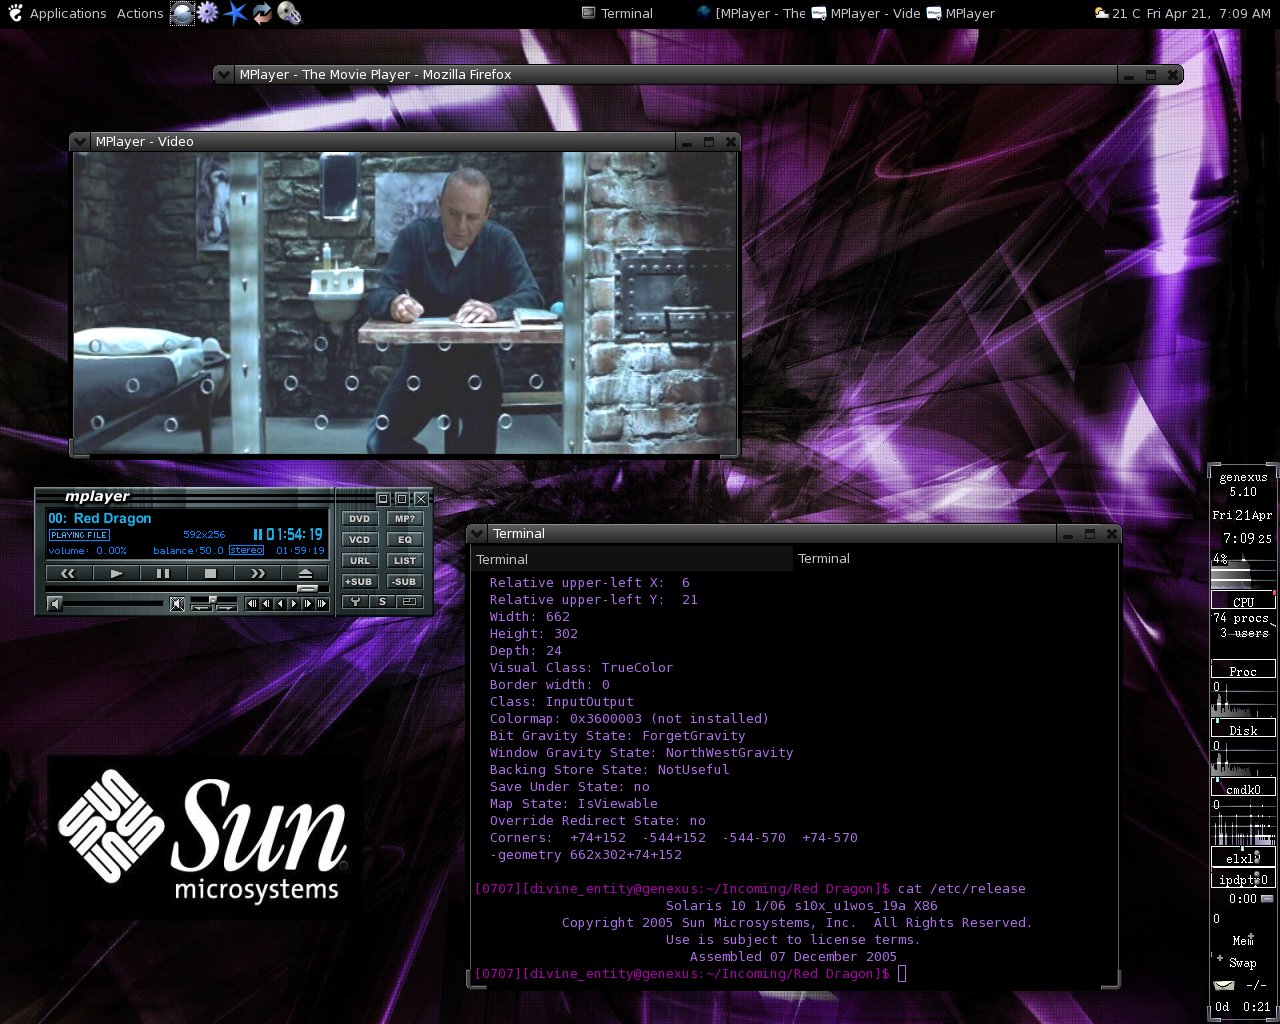 Applications Actions Terminal [MPlayer - The MPlayer - Vide MPlayer 21 C Fri Apr 21, 7:09 AM
MPlayer - The Movie Player - Mozilla Firefox
MPlayer - Video
mplayer
00: Red Dragon
PLAYING FILE 592x256 01:54:19
volume: 0.00% balance:50.0 stereo 01:59:19
DVD MP?
VCD EQ
URL LIST
+SUB -SUB
S
Terminal
Terminal Terminal
Relative upper-left X: 6
Relative upper-left Y: 21
Width: 662
Height: 302
Depth: 24
Visual Class: TrueColor
Border width: 0
Class: InputOutput
Colormap: 0x3600003 (not installed)
Bit Gravity State: ForgetGravity
Window Gravity State: NorthWestGravity
Backing Store State: NotUseful
Save Under State: no
Map State: IsViewable
Override Redirect State: no
Corners: +74+152 -544+152 -544-570 +74-570
-geometry 662x302+74+152
[0707][divine_entity@genexus:~/Incoming/Red Dragon]$ cat /etc/release
Solaris 10 1/06 s10x_u1wos_19a X86
Copyright 2005 Sun Microsystems, Inc. All Rights Reserved.
Use is subject to license terms.
Assembled 07 December 2005
[0707][divine_entity@genexus:~/Incoming/Red Dragon]$
Sun
microsystems
genexus
5.10
Fri21Apr
7:09 25
4%
CPU
74 procs
3 users
Proc
0
Disk
0
cmdk0
0
elxl0
ipdptp0
0:00
0
Mem
Swap
-/-
0d 0:21